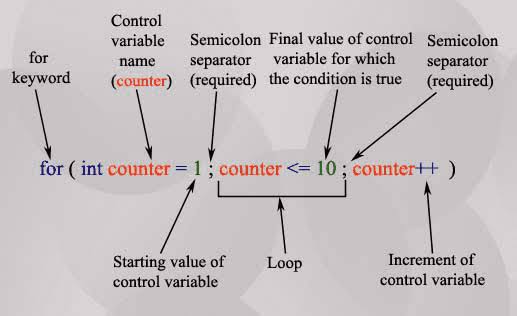 for
keyword
Control
variable
name
(counter)
Semicolon
separator
(required)
Final value of control
variable for which
the condition is true
Semicolon
separator
(required)
for ( int counter = 1 ; counter <= 10 ; counter++ )
Starting value of
control variable
Loop
Increment of
control variable